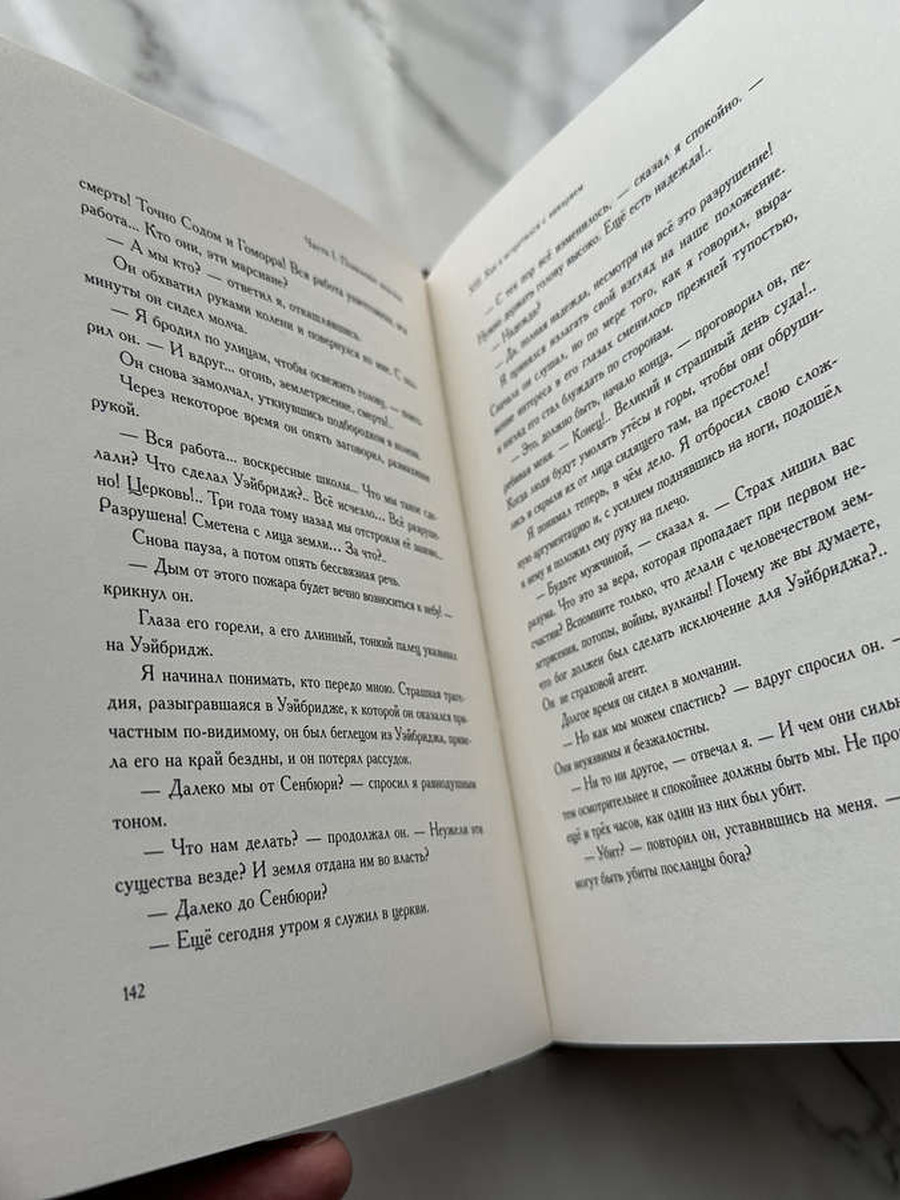 Часть I. Появление марсиан
смерть! Точно Содом и Гоморра! Вся работа уничтожена, вся
работа... Кто они, эти марсиане?
— А мы кто? — ответил я, откашлявшись.
Он обхватил руками колени и повернулся ко мне. С
минуты он сидел молча.
— Я бродил по улицам, чтобы освежить голову, — пов
рил он. — И вдруг... огонь, землетрясение, смерть!..
Он снова замолчал, уткнувшись подбородком в колени.
Через некоторое время он опять заговорил, размахивая
рукой.
— Вся работа... воскресные школы... Что мы такое сде-
лали? Что сделал Уэйбридж?.. Всё исчезло... Всё разруше-
но! Церковь!.. Три года тому назад мы отстроили её заново...
Разрушена! Сметена с лица земли... За что?..
Снова пауза, а потом опять бессвязная речь.
— Дым от этого пожара будет вечно возноситься к небу! —
крикнул он.
Глаза его горели, а его длинный, тонкий палец указывал
на Уэйбридж.
Я начинал понимать, кто передо мною. Страшная траге-
дия, разыгравшаяся в Уэйбридже, к которой он оказался при-
частным по-видимому, он был беглецом из Уэйбриджа, приве-
ла его на край бездны, и он потерял рассудок.
— Далеко мы от Сенбюри? — спросил я равнодушным
тоном.
— Что нам делать? — продолжал он. — Неужели эти
существа везде? И земля отдана им во власть?
— Далеко до Сенбюри?
— Ещё сегодня утром я служил в церкви.
142
VIII. Как я встретился с викарием
— С тех пор всё изменилось, — сказал я спокойно. —
Нужно держать голову высоко. Ещё есть надежда!..
— Надежда?
— Да, полная надежда, несмотря на всё это разрушение!
Я принялся излагать свой взгляд на наше положение.
Сначала он слушал, но по мере того, как я говорил, выра-
жение интереса в его глазах сменилось прежней тупостью,
и взгляд его стал блуждать по сторонам.
— Это, должно быть, начало конца, — проговорил он, пе-
ребивая меня. — Конец!.. Великий и страшный день суда!..
Когда люди будут умолять утёсы и горы, чтобы они обруши-
лись и скрыли их от лица сидящего там, на престоле!
Я понимал теперь, в чём дело. Я отбросил свою слож-
ную аргументацию и, с усилием поднявшись на ноги, подошёл
к нему и положил ему руку на плечо.
— Будьте мужчиной, — сказал я. — Страх лишил вас
разума. Что это за вера, которая пропадает при первом не-
счастии? Вспомните только, что делали с человечеством зем-
летрясения, потопы, войны, вулканы! Почему же вы думаете,
что бог должен был сделать исключение для Уэйбриджа?..
Он не страховой агент.
Долгое время он сидел в молчании.
— Но как мы можем спастись? — вдруг спросил он. —
Они неуязвимы и безжалостны.
— Ни то ни другое, — отвечал я. — И чем они силь
тем осмотрительнее и спокойнее должны быть мы. Не про
ещё и трёх часов, как один из них был убит.
— Убит? — повторил он, уставившись на меня. —
могут быть убиты посланцы бога?